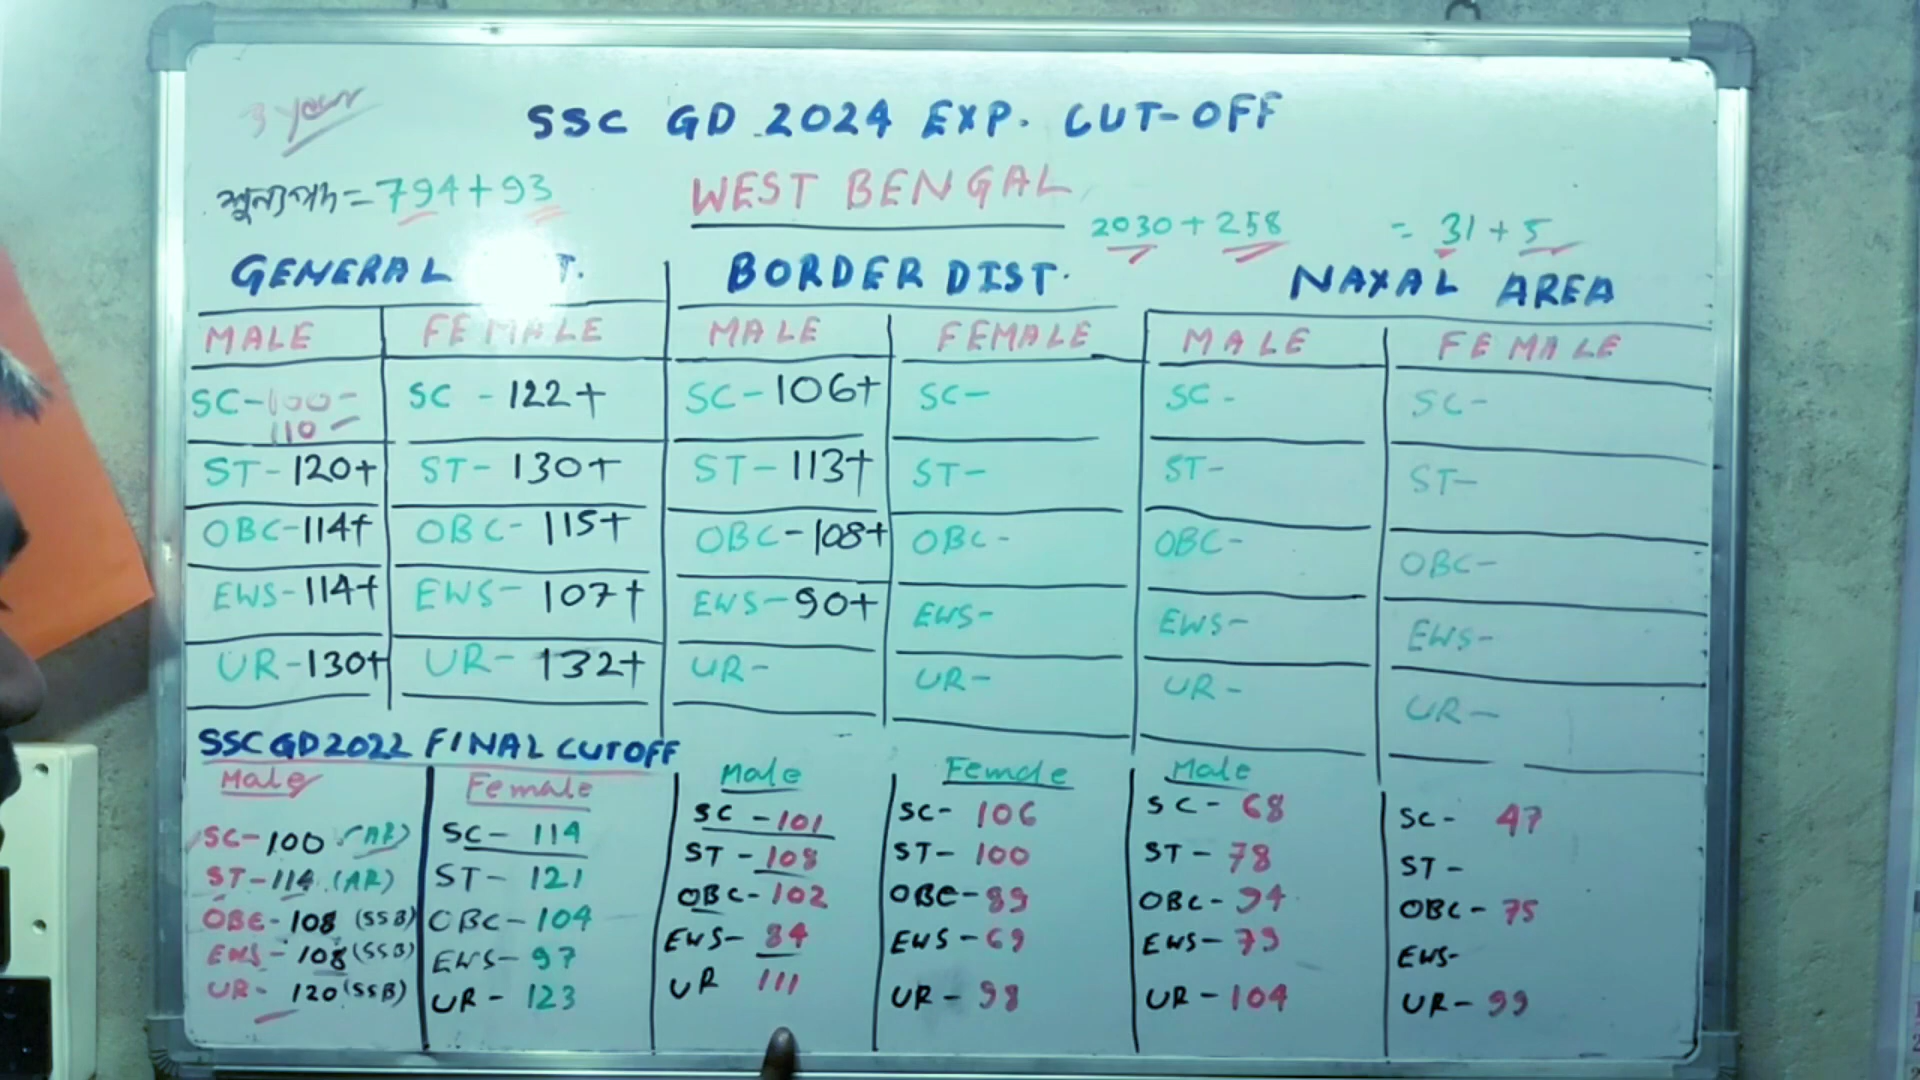 3 year
SSC GD 2024 EXP. CUT-OFF
শূন্যপদ = 794 + 93
WEST BENGAL
2030 + 258
= 31 + 5
GENERAL T.
BORDER DIST.
NAXAL AREA
MALE FEMALE MALE FEMALE MALE FEMALE
SC-100- SC - 122+ SC- 106+ SC- SC - SC-
110 -
ST- 120+ ST- 130+ ST- 113+ ST- ST- ST-
OBC-114+ OBC- 115+ OBC-108+ OBC- OBC- OBC-
EWS-114+ EWS- 107+ EWS-90+ EWS- EWS- EWS-
UR-130+ UR- 132+ UR- UR- UR- UR-
SSC GD 2022 FINAL CUTOFF
Male Female Male Female Male
SC-100 (AR) SC- 114 SC -101 SC- 106 SC- 68 SC- 47
ST-114 (AR) ST- 121 ST -108 ST- 100 ST- 78 ST-
OBC-108 (SSB) OBC-104 OBC-102 OBC-89 OBC- 94 OBC- 75
EWS- 108 (SSB) EWS-97 EWS- 84 EWS-69 EWS-79 EWS-
UR- 120 (SSB) UR- 123 UR 111 UR- 98 UR-104 UR- 99